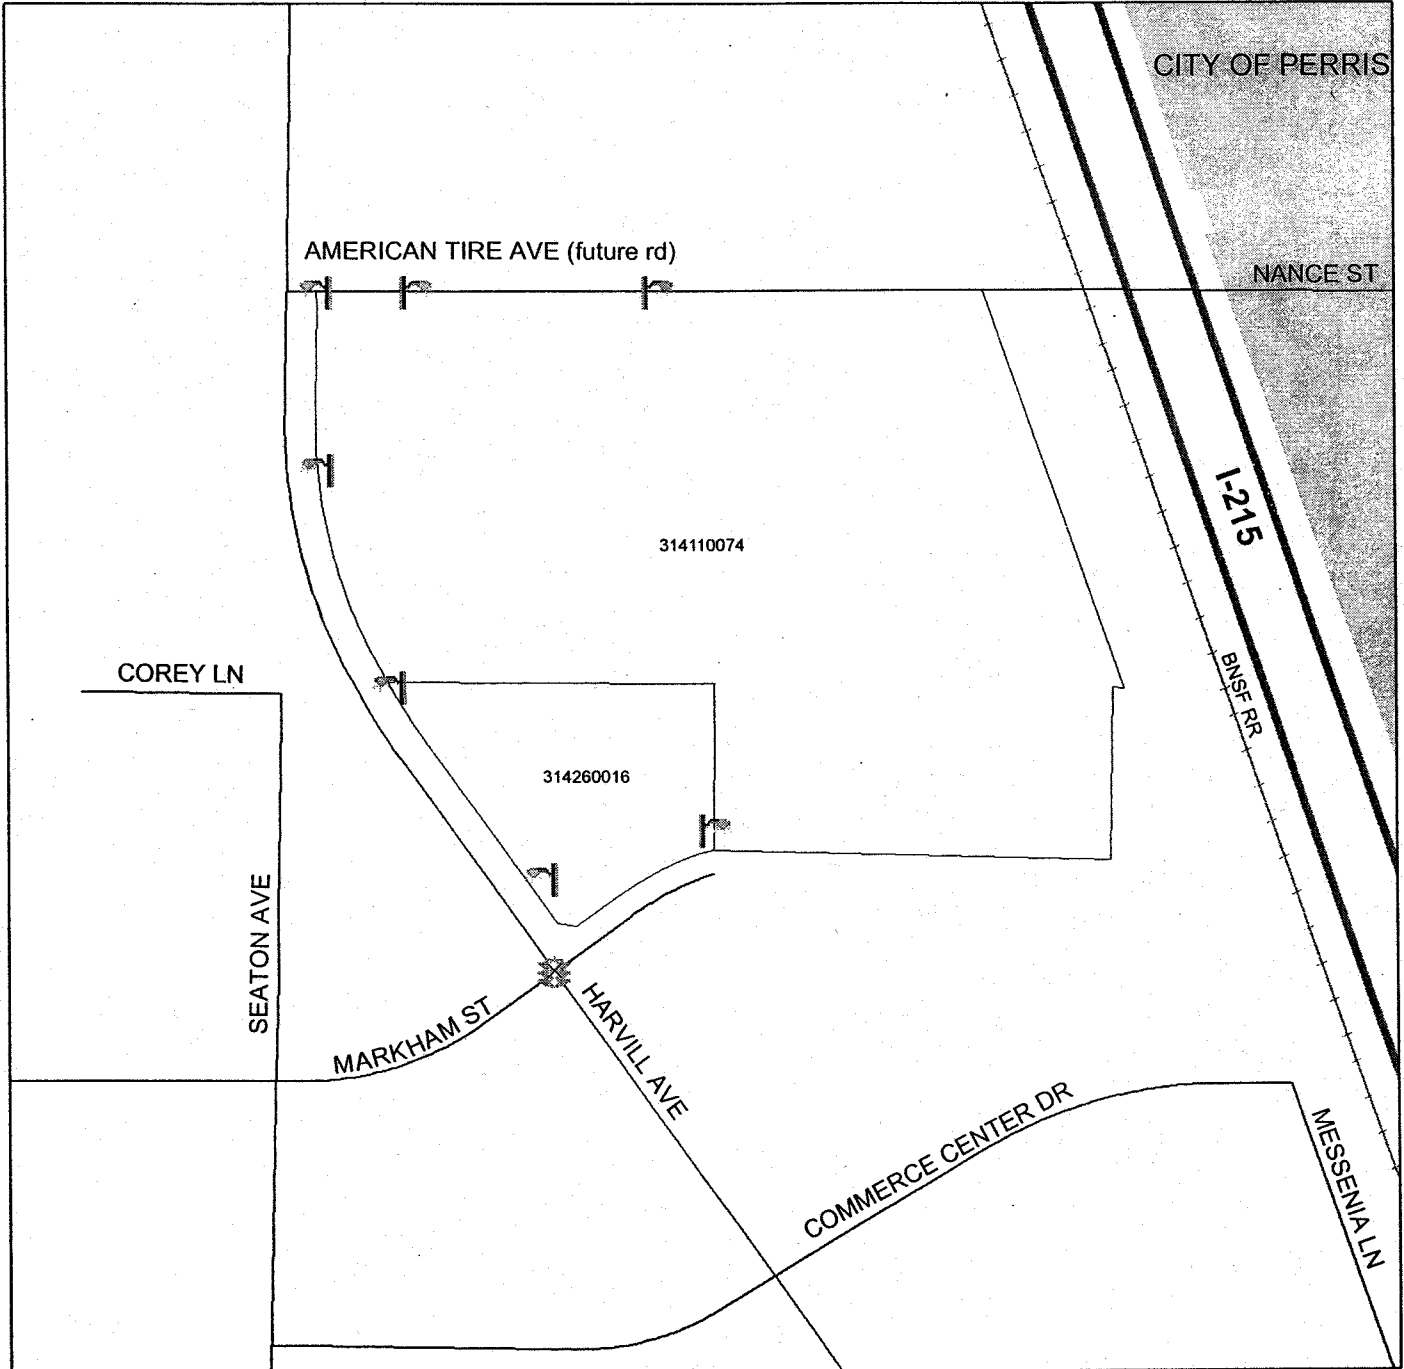 CITY OF PERRIS
AMERICAN TIRE AVE (future rd)
NANCE ST
I-215
314110074
COREY LN
BNSF RR
314260016
SEATON AVE
MARKHAM ST
HARVILL AVE
COMMERCE CENTER DR
MESSENIA LN